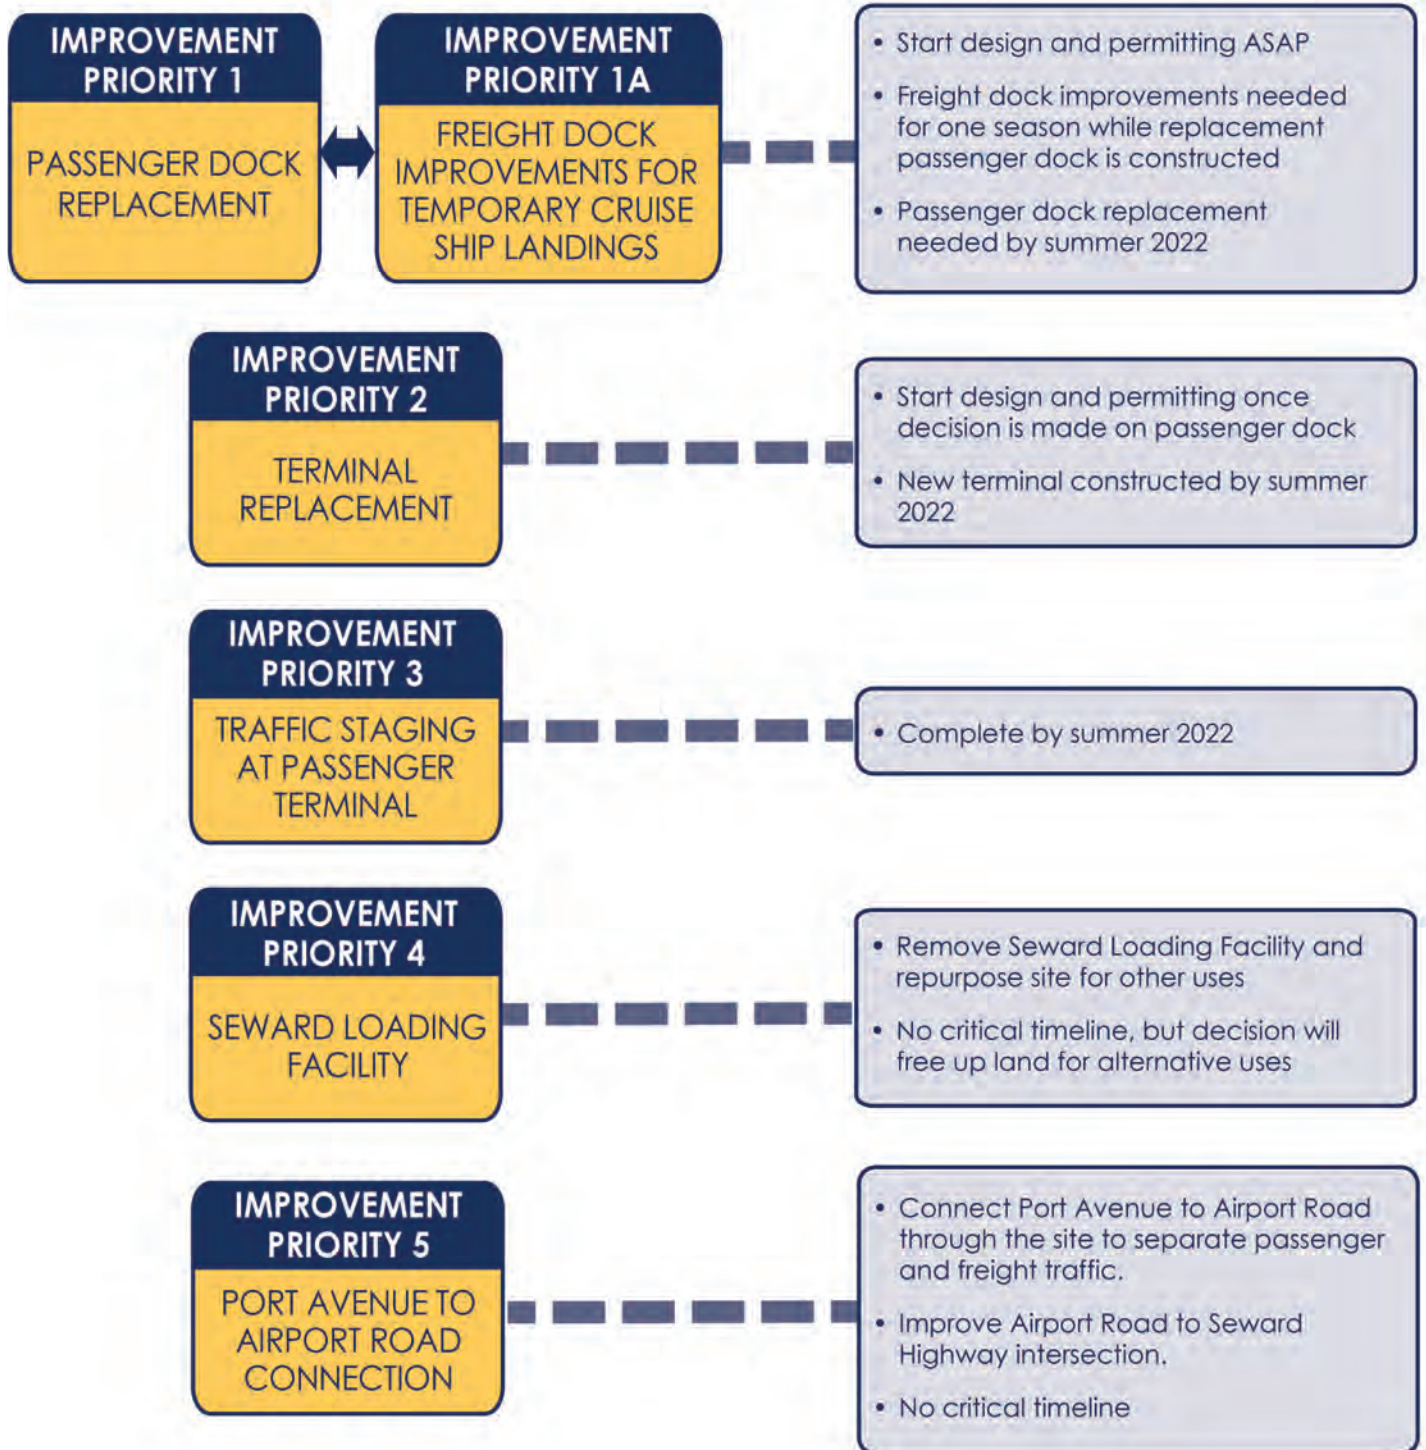 IMPROVEMENT
PRIORITY 1
PASSENGER DOCK
REPLACEMENT
IMPROVEMENT
PRIORITY 1A
FREIGHT DOCK
IMPROVEMENTS FOR
TEMPORARY CRUISE
SHIP LANDINGS
• Start design and permitting ASAP
• Freight dock improvements needed
for one season while replacement
passenger dock is constructed
• Passenger dock replacement
needed by summer 2022
IMPROVEMENT
PRIORITY 2
TERMINAL
REPLACEMENT
• Start design and permitting once
decision is made on passenger dock
• New terminal constructed by summer
2022
IMPROVEMENT
PRIORITY 3
TRAFFIC STAGING
AT PASSENGER
TERMINAL
• Complete by summer 2022
IMPROVEMENT
PRIORITY 4
SEWARD LOADING
FACILITY
• Remove Seward Loading Facility and
repurpose site for other uses
• No critical timeline, but decision will
free up land for alternative uses
IMPROVEMENT
PRIORITY 5
PORT AVENUE TO
AIRPORT ROAD
CONNECTION
• Connect Port Avenue to Airport Road
through the site to separate passenger
and freight traffic.
• Improve Airport Road to Seward
Highway intersection.
• No critical timeline